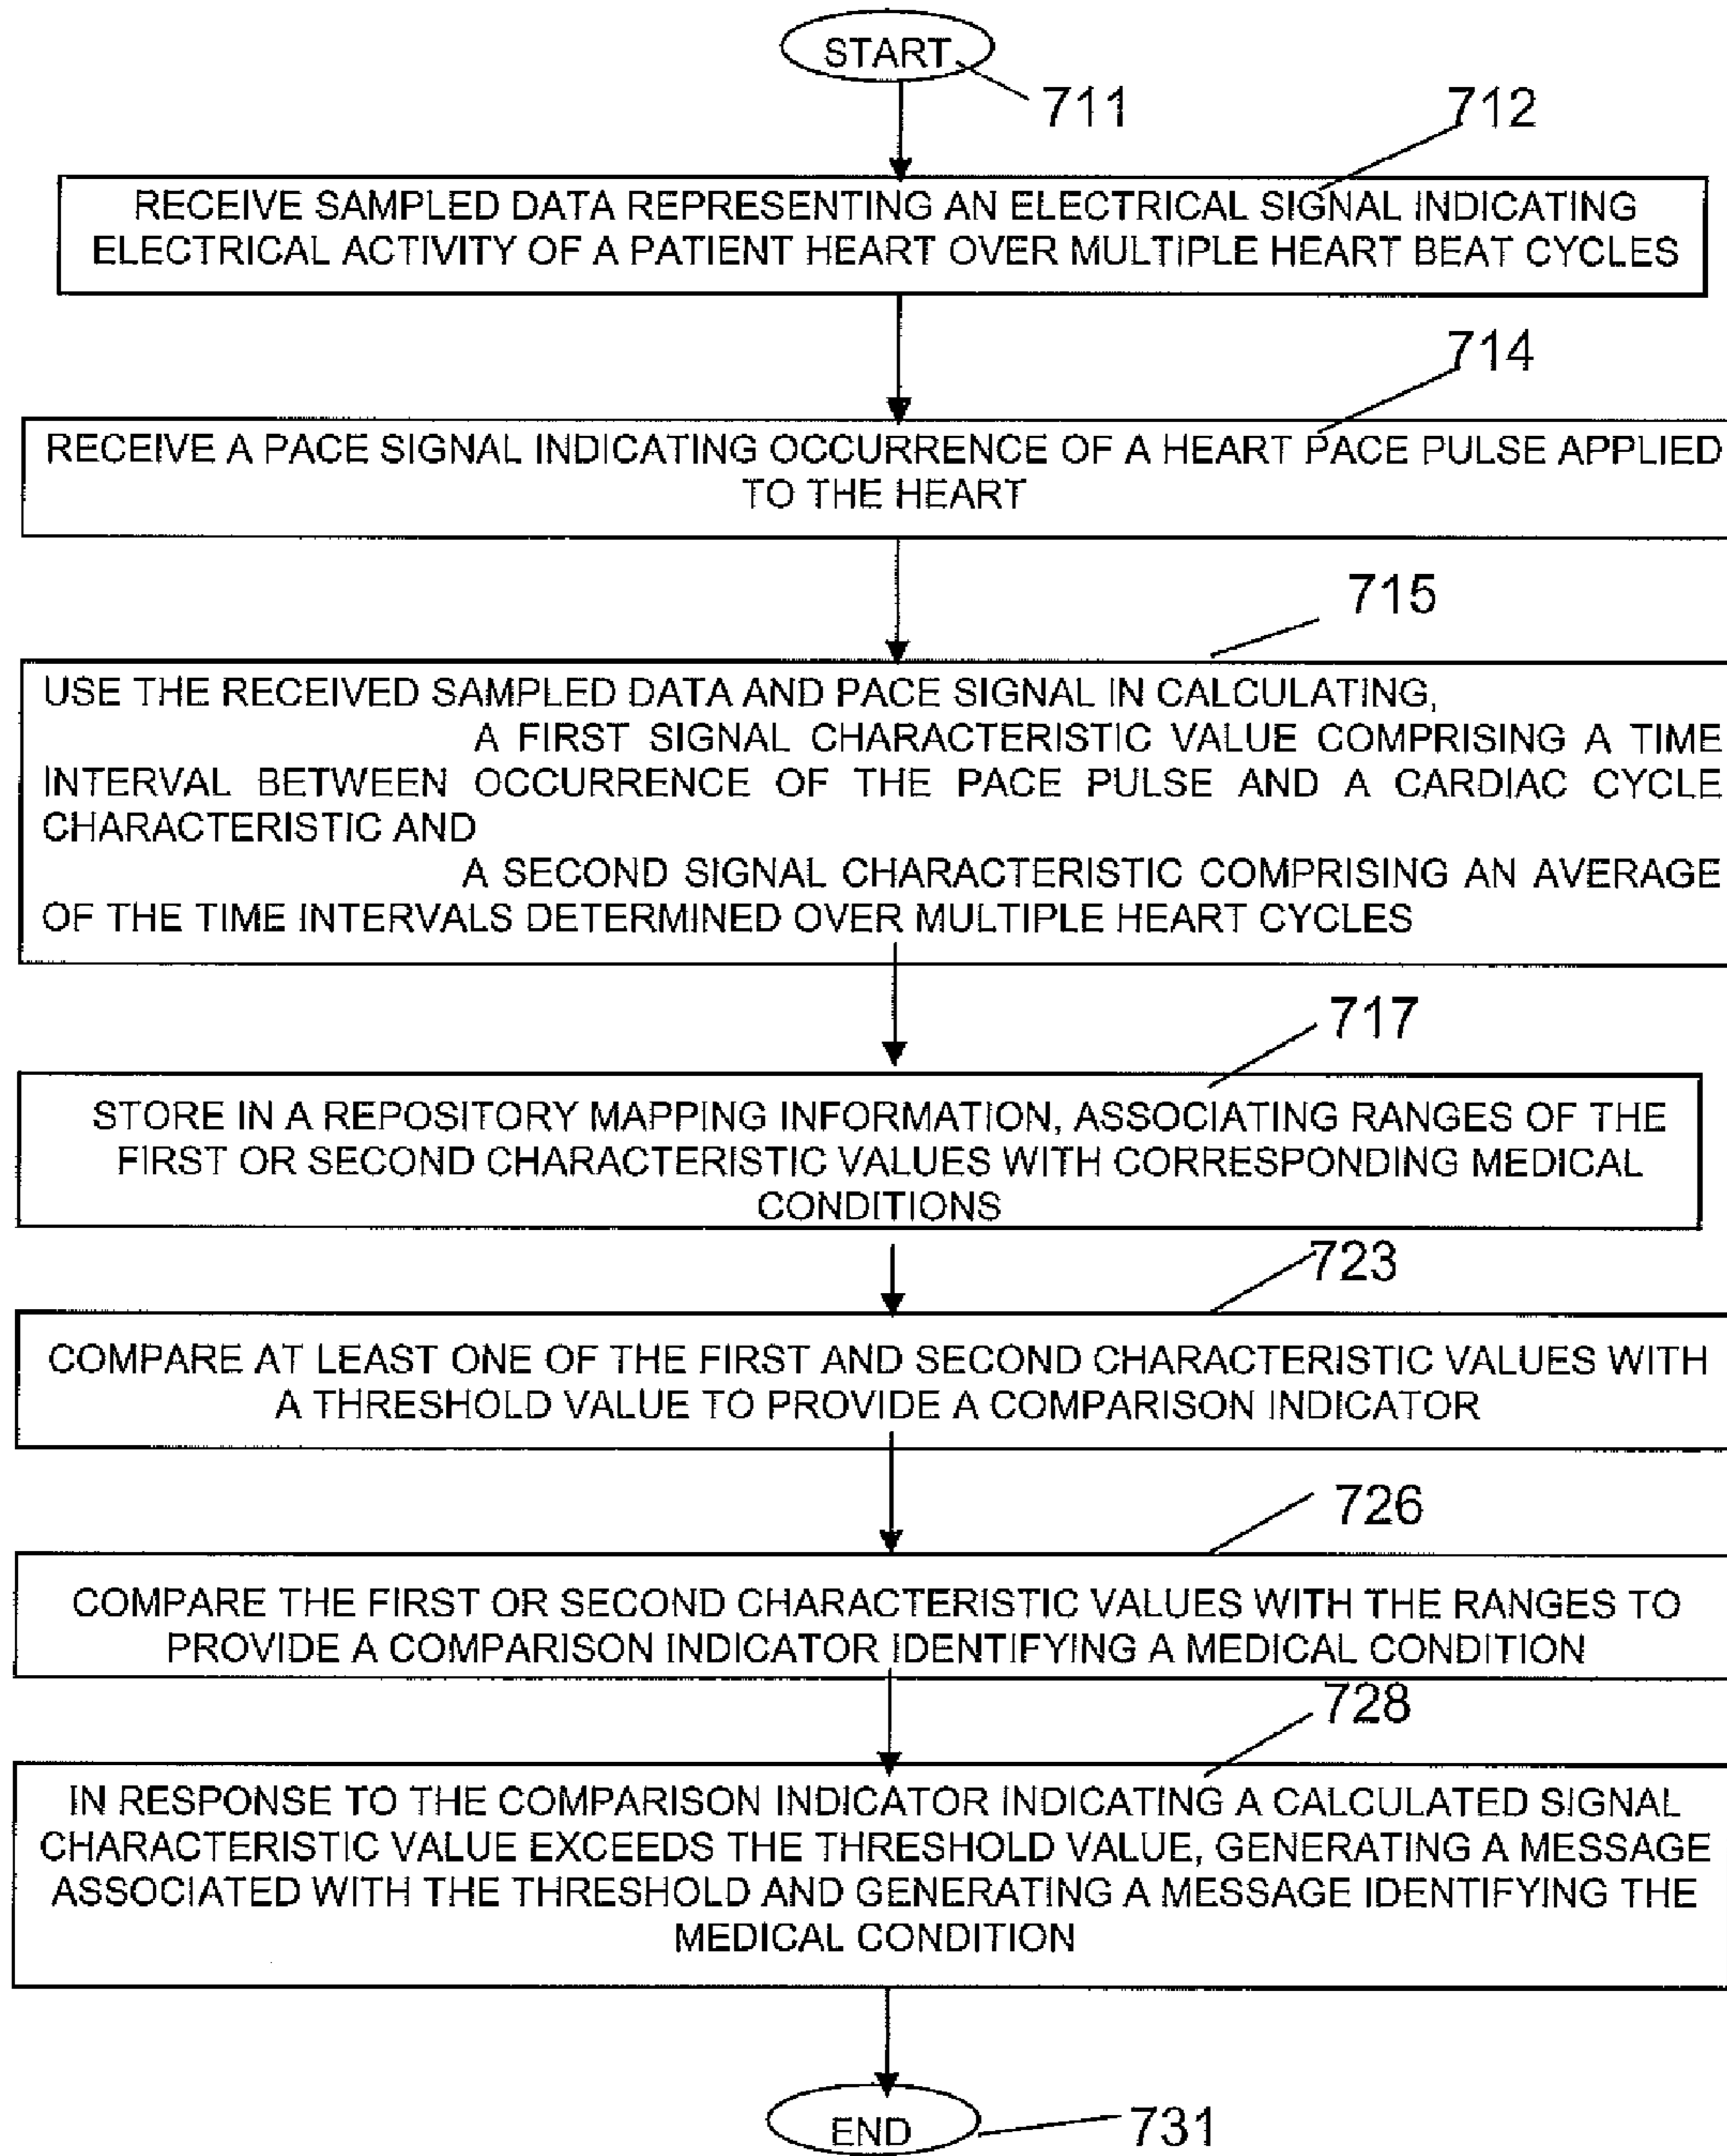 START
711
712
RECEIVE SAMPLED DATA REPRESENTING AN ELECTRICAL SIGNAL INDICATING
ELECTRICAL ACTIVITY OF A PATIENT HEART OVER MULTIPLE HEART BEAT CYCLES
714
RECEIVE A PACE SIGNAL INDICATING OCCURRENCE OF A HEART PACE PULSE APPLIED
TO THE HEART
715
USE THE RECEIVED SAMPLED DATA AND PACE SIGNAL IN CALCULATING,
A FIRST SIGNAL CHARACTERISTIC VALUE COMPRISING A TIME
INTERVAL BETWEEN OCCURRENCE OF THE PACE PULSE AND A CARDIAC CYCLE
CHARACTERISTIC AND
A SECOND SIGNAL CHARACTERISTIC COMPRISING AN AVERAGE
OF THE TIME INTERVALS DETERMINED OVER MULTIPLE HEART CYCLES
717
STORE IN A REPOSITORY MAPPING INFORMATION, ASSOCIATING RANGES OF THE
FIRST OR SECOND CHARACTERISTIC VALUES WITH CORRESPONDING MEDICAL
CONDITIONS
723
COMPARE AT LEAST ONE OF THE FIRST AND SECOND CHARACTERISTIC VALUES WITH
A THRESHOLD VALUE TO PROVIDE A COMPARISON INDICATOR
726
COMPARE THE FIRST OR SECOND CHARACTERISTIC VALUES WITH THE RANGES TO
PROVIDE A COMPARISON INDICATOR IDENTIFYING A MEDICAL CONDITION
728
IN RESPONSE TO THE COMPARISON INDICATOR INDICATING A CALCULATED SIGNAL
CHARACTERISTIC VALUE EXCEEDS THE THRESHOLD VALUE, GENERATING A MESSAGE
ASSOCIATED WITH THE THRESHOLD AND GENERATING A MESSAGE IDENTIFYING THE
MEDICAL CONDITION
END
731